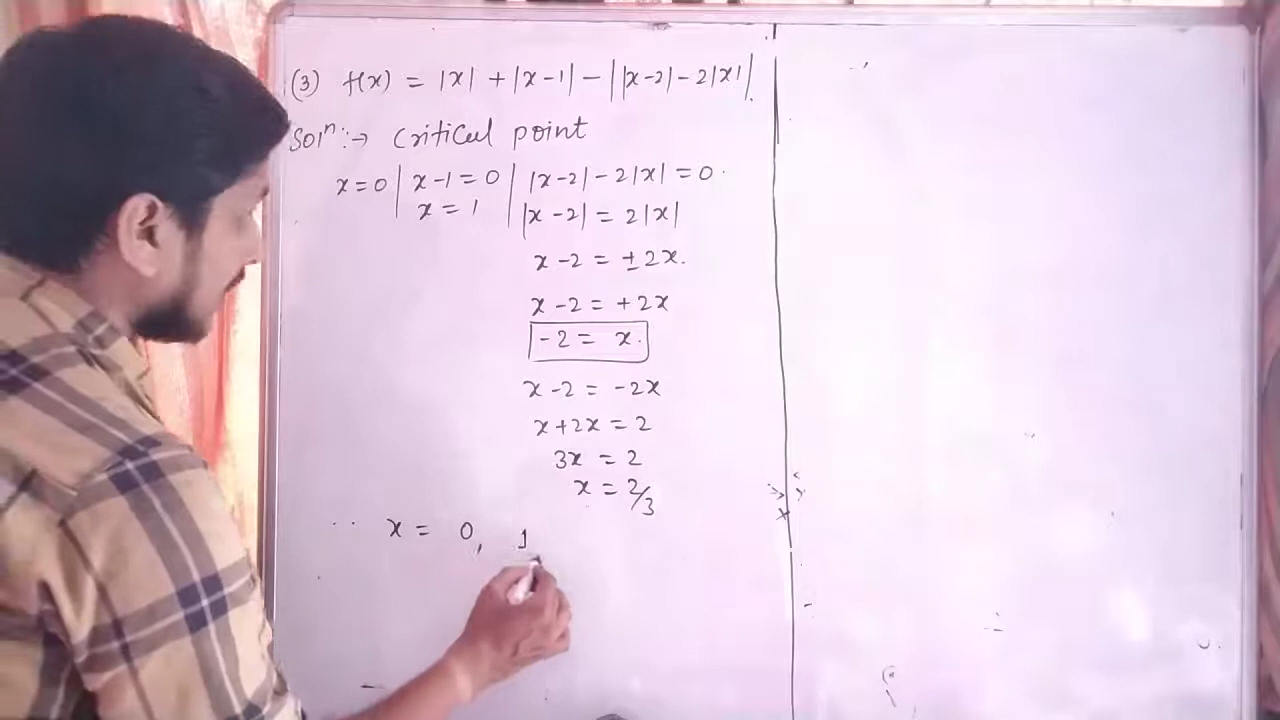 (3) f(x) = |x| + |x-1| - ||x-2| - 2|x||.
Solⁿ :→ critical point
x=0 | x-1=0 | |x-2| - 2|x| = 0.
x = 1 | |x-2| = 2|x|
x-2 = ±2x.
x-2 = +2x
-2 = x.
x-2 = -2x
x+2x = 2
3x = 2
x = 2/3
x = 0, 1